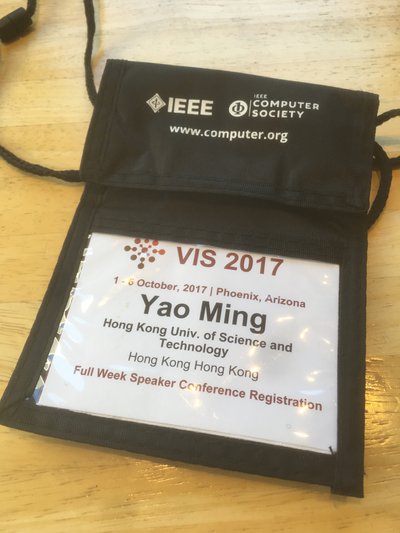 IEEE
IEEE
COMPUTER
SOCIETY
www.computer.org
VIS 2017
1 - 6 October, 2017 | Phoenix, Arizona
Yao Ming
Hong Kong Univ. of Science and
Technology
Hong Kong Hong Kong
Full Week Speaker Conference Registration